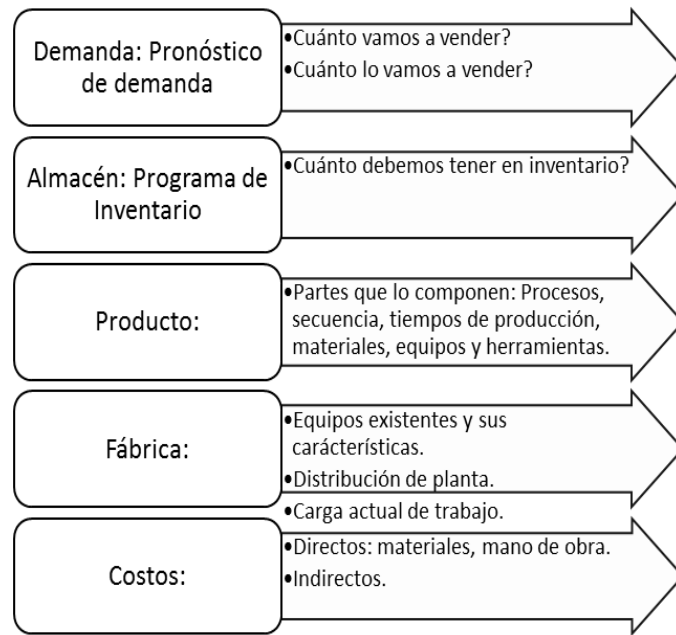 Demanda: Pronóstico
de demanda
•Cuánto vamos a vender?
•Cuánto lo vamos a vender?
Almacén: Programa de
Inventario
•Cuánto debemos tener en inventario?
Producto:
•Partes que lo componen: Procesos,
secuencia, tiempos de producción,
materiales, equipos y herramientas.
Fábrica:
•Equipos existentes y sus
carácterísticas.
•Distribución de planta.
•Carga actual de trabajo.
Costos:
•Directos: materiales, mano de obra.
•Indirectos.